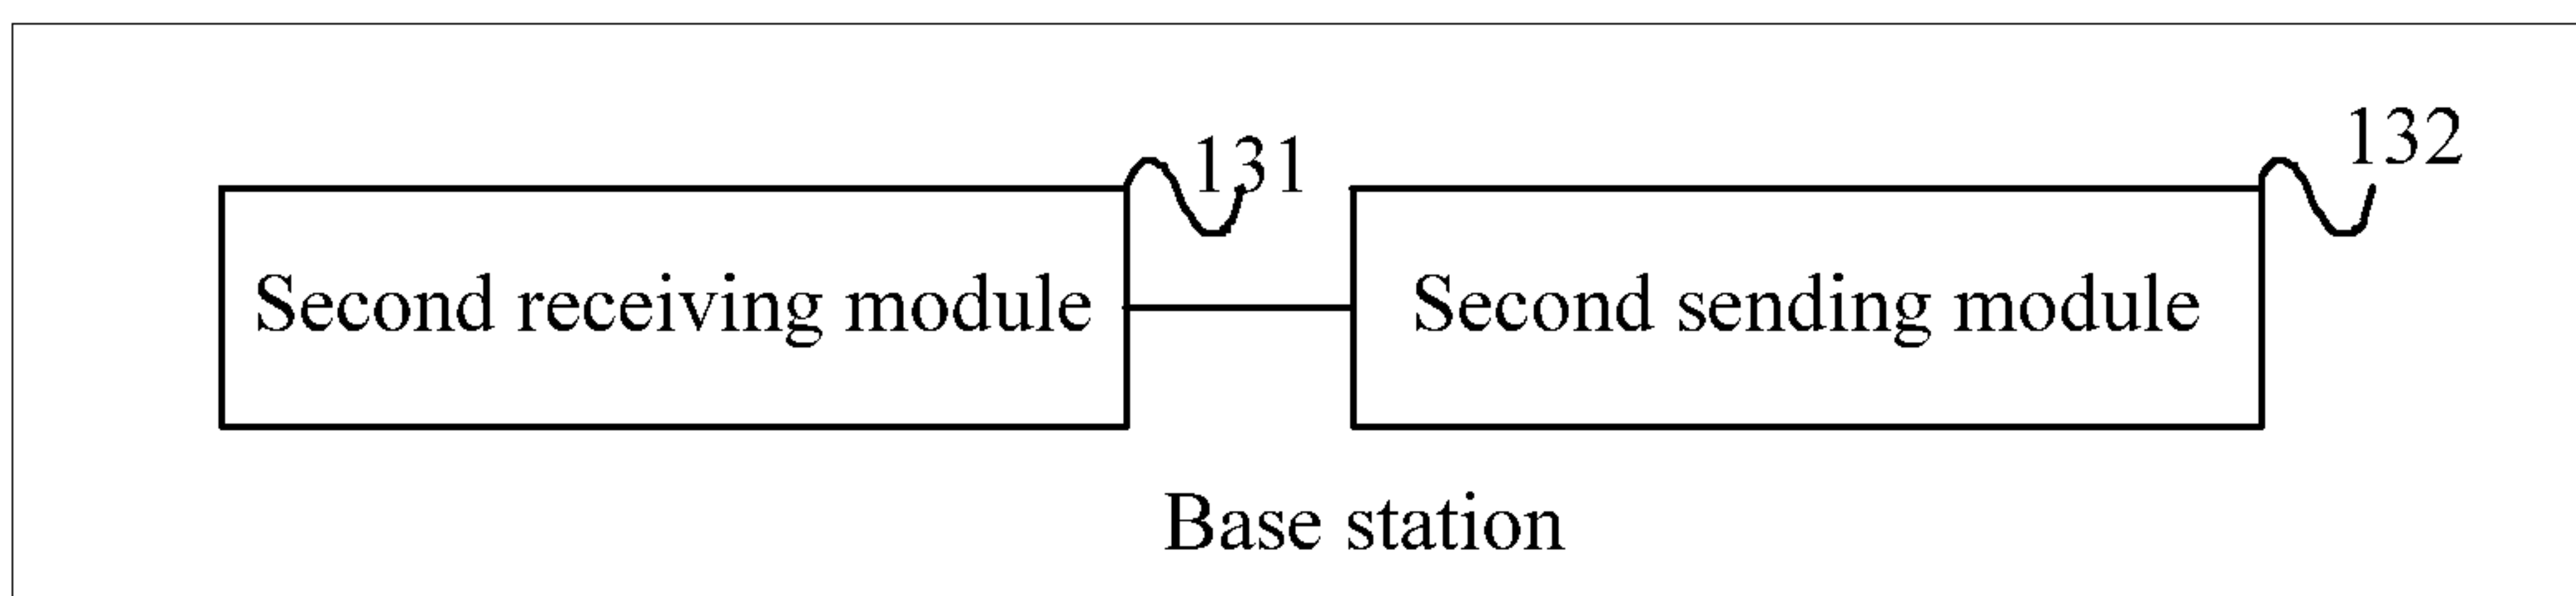 131
132
Second receiving module
Second sending module
Base station